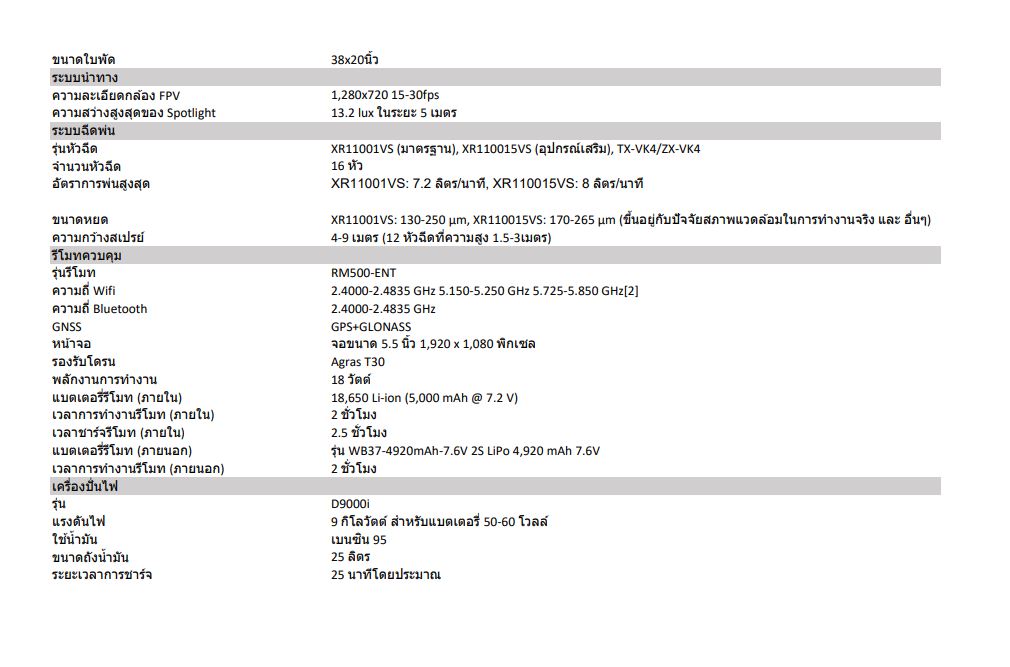 ขนาดใบพัด 38x20นิ้ว
ระบบนำทาง
ความละเอียดกล้อง FPV 1,280x720 15-30fps
ความสว่างสูงสุดของ Spotlight 13.2 lux ในระยะ 5 เมตร
ระบบฉีดพ่น
รุ่นหัวฉีด XR11001VS (มาตรฐาน), XR110015VS (อุปกรณ์เสริม), TX-VK4/ZX-VK4
จำนวนหัวฉีด 16 หัว
อัตราการพ่นสูงสุด XR11001VS: 7.2 ลิตร/นาที, XR110015VS: 8 ลิตร/นาที
ขนาดหยด XR11001VS: 130-250 μm, XR110015VS: 170-265 μm (ขึ้นอยู่กับปัจจัยสภาพแวดล้อมในการทำงานจริง และ อื่นๆ)
ความกว้างสเปรย์ 4-9 เมตร (12 หัวฉีดที่ความสูง 1.5-3เมตร)
รีโมทควบคุม
รุ่นรีโมท RM500-ENT
ความถี่ Wifi 2.4000-2.4835 GHz 5.150-5.250 GHz 5.725-5.850 GHz[2]
ความถี่ Bluetooth 2.4000-2.4835 GHz
GNSS GPS+GLONASS
หน้าจอ จอขนาด 5.5 นิ้ว 1,920 x 1,080 พิกเซล
รองรับโดรน Agras T30
พลักงานการทำงาน 18 วัตต์
แบตเตอรี่รีโมท (ภายใน) 18,650 Li-ion (5,000 mAh @ 7.2 V)
เวลาการทำงานรีโมท (ภายใน) 2 ชั่วโมง
เวลาชาร์จรีโมท (ภายใน) 2.5 ชั่วโมง
แบตเตอรี่รีโมท (ภายนอก) รุ่น WB37-4920mAh-7.6V 2S LiPo 4,920 mAh 7.6V
เวลาการทำงานรีโมท (ภายนอก) 2 ชั่วโมง
เครื่องปั่นไฟ
รุ่น D9000i
แรงดันไฟ 9 กิโลวัตต์ สำหรับแบตเตอรี่ 50-60 โวลล์
ใช้น้ำมัน เบนซิน 95
ขนาดถังน้ำมัน 25 ลิตร
ระยะเวลาการชาร์จ 25 นาทีโดยประมาณ